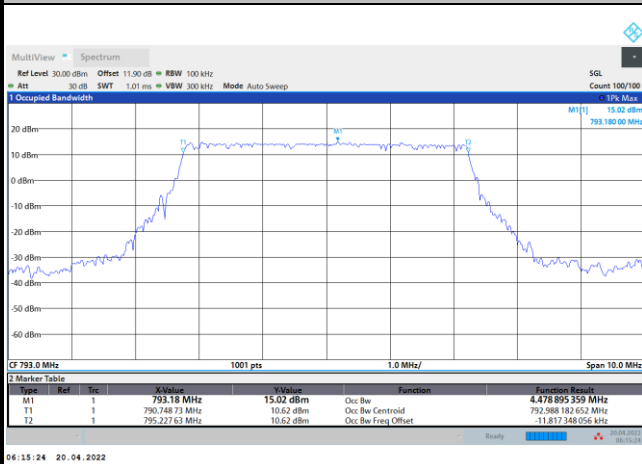 MultiView Spectrum
Ref Level 30.00 dBm Offset 11.90 dB RBW 100 kHz SGL
Att 30 dB SWT 1.01 ms VBW 300 kHz Mode Auto Sweep Count 100/100
1 Occupied Bandwidth 1Pk Max
M1[1] 15.02 dBm
793.180 00 MHz
20 dBm
M1
T1 T2
10 dBm
0 dBm
-10 dBm
-20 dBm
-30 dBm
-40 dBm
-50 dBm
-60 dBm
CF 793.0 MHz 1001 pts 1.0 MHz/ Span 10.0 MHz
2 Marker Table
Type Ref Trc X-Value Y-Value Function Function Result
M1 1 793.18 MHz 15.02 dBm Occ Bw 4.478 895 359 MHz
T1 1 790.748 73 MHz 10.62 dBm Occ Bw Centroid 792.988 182 652 MHz
T2 1 795.227 63 MHz 10.62 dBm Occ Bw Freq Offset -11.817 348 056 kHz
Ready 20.04.2022
06:15:24
06:15:24 20.04.2022